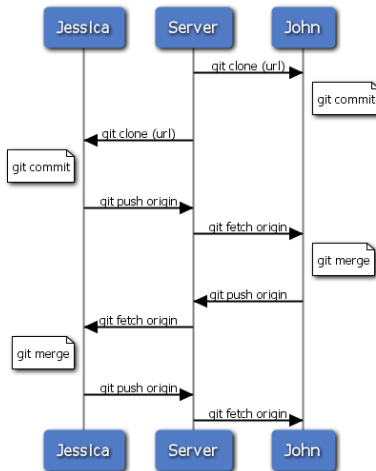 Jessica Server John
git clone (url)
git commit
git clone (url)
git commit
git push origin
git fetch origin
git merge
git push origin
git fetch origin
git merge
git push origin
git fetch origin
Jessica Server John